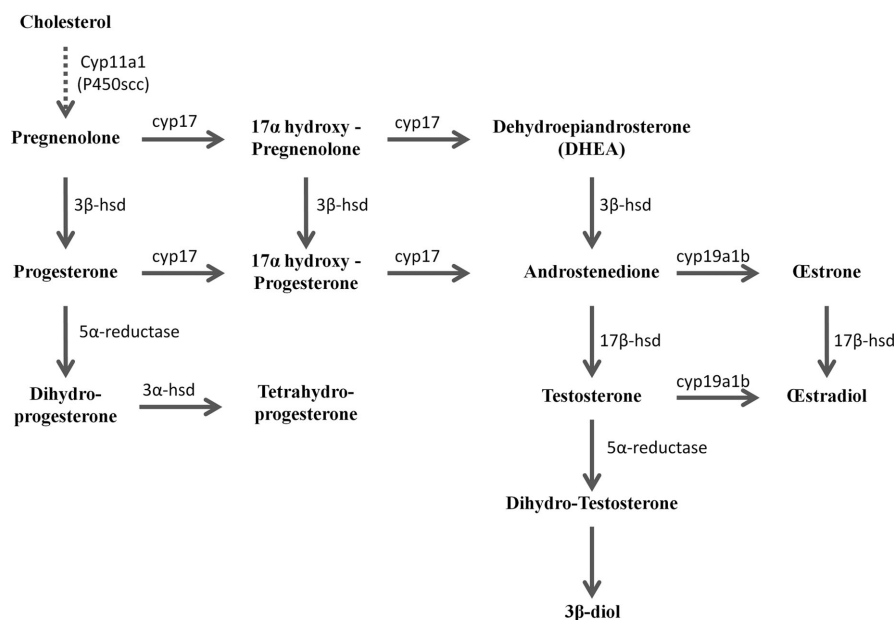 Cholesterol
Cyp11a1
(P450scc)
cyp17
cyp17
Pregnenolone
17α hydroxy -
Pregnenolone
Dehydroepiandrosterone
(DHEA)
3β-hsd
3β-hsd
3β-hsd
cyp17
cyp17
cyp19a1b
Progesterone
17α hydroxy -
Progesterone
Androstenedione
Œstrone
5α-reductase
17β-hsd
17β-hsd
Dihydro-
progesterone
3α-hsd
Tetrahydro-
progesterone
Testosterone
cyp19a1b
Œstradiol
5α-reductase
Dihydro-Testosterone
3β-diol